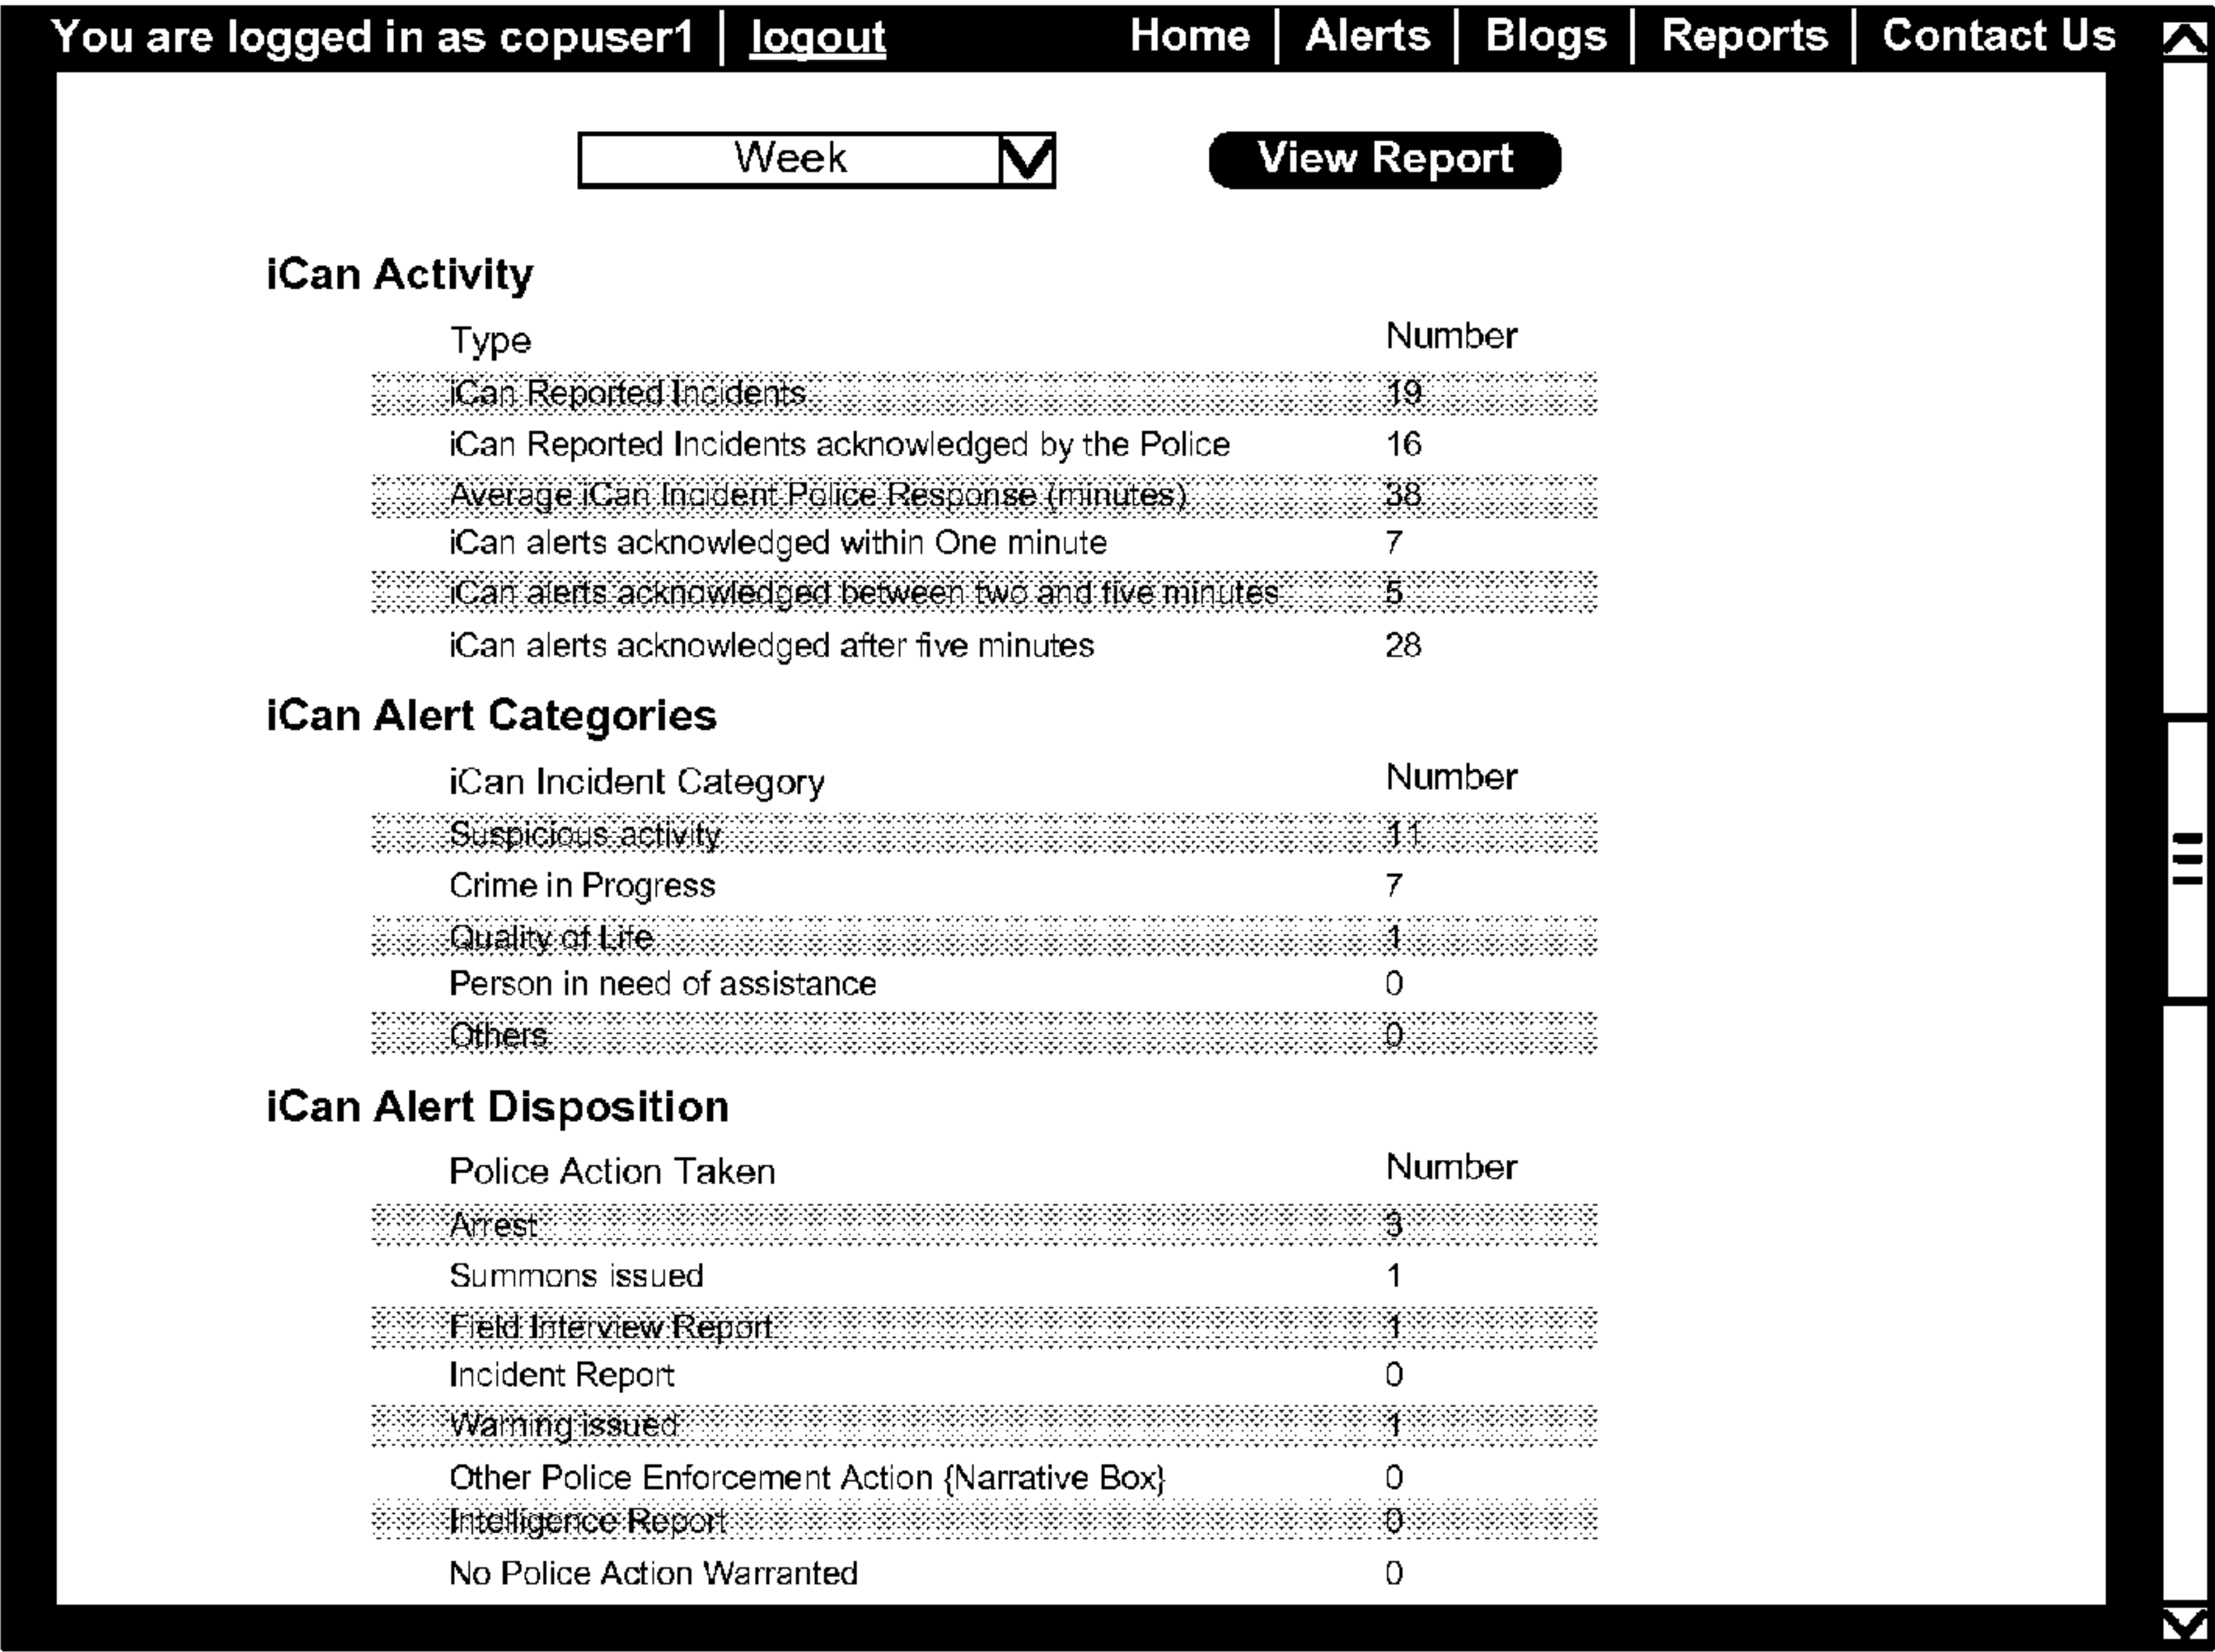 You are logged in as copuser1 | logout Home | Alerts | Blogs | Reports | Contact Us
Week View Report
iCan Activity
Type Number
iCan Reported Incidents 19
iCan Reported Incidents acknowledged by the Police 16
Average iCan Incident Police Response (minutes) 38
iCan alerts acknowledged within One minute 7
iCan alerts acknowledged between two and five minutes 5
iCan alerts acknowledged after five minutes 28
iCan Alert Categories
iCan Incident Category Number
Suspicious activity 11
Crime in Progress 7
Quality of Life 1
Person in need of assistance 0
Others 0
iCan Alert Disposition
Police Action Taken Number
Arrest 3
Summons issued 1
Field Interview Report 1
Incident Report 0
Warning issued 1
Other Police Enforcement Action {Narrative Box} 0
Intelligence Report 0
No Police Action Warranted 0